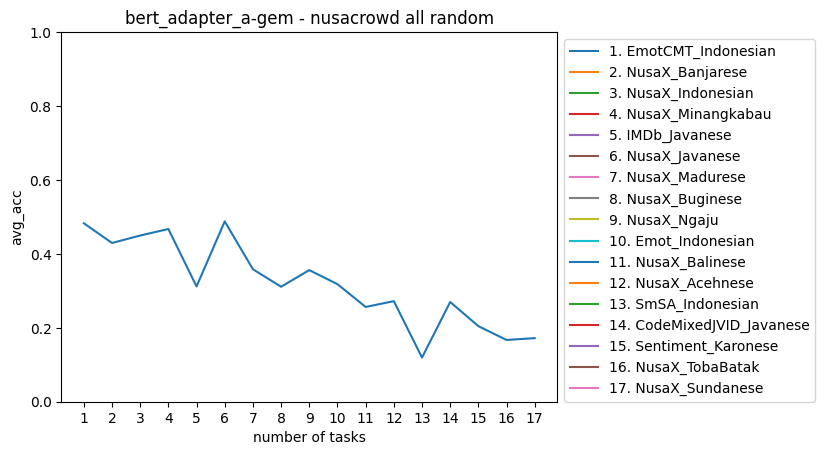 bert_adapter_a-gem - nusacrowd all random
avg_acc
1.0
0.8
0.6
0.4
0.2
0.0
1 2 3 4 5 6 7 8 9 10 11 12 13 14 15 16 17
number of tasks
1. EmotCMT_Indonesian
2. NusaX_Banjarese
3. NusaX_Indonesian
4. NusaX_Minangkabau
5. IMDb_Javanese
6. NusaX_Javanese
7. NusaX_Madurese
8. NusaX_Buginese
9. NusaX_Ngaju
10. Emot_Indonesian
11. NusaX_Balinese
12. NusaX_Acehnese
13. SmSA_Indonesian
14. CodeMixedJVID_Javanese
15. Sentiment_Karonese
16. NusaX_TobaBatak
17. NusaX_Sundanese